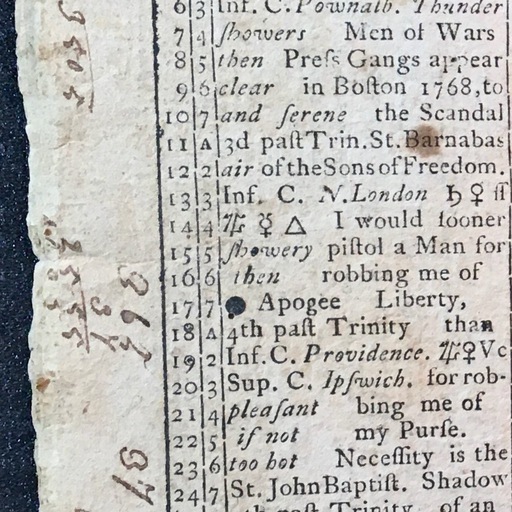 6 3 Inf. C. Pownalb. Thunder
7 4 ſhowers Men of Wars
8 5 then Preſs Gangs appear
9 6 clear in Boſton 1768, to
10 7 and ſerene the Scandal
11 A 3d paſt Trin. St. Barnabas
12 2 air of the Sons of Freedom.
13 3 Inf. C. N. London ♄ ♀ ſſ
14 4 ☿ △ I would ſooner
15 5 ſhowery piſtol a Man for
16 6 then robbing me of
17 7 ● Apogee Liberty,
18 A 4th paſt Trinity than
19 2 Inf. C. Providence. ♀ Vc
20 3 Sup. C. Ipſwich. for rob-
21 4 pleaſant bing me of
22 5 if not my Purſe.
23 6 too hot Neceſſity is the
24 7 St. John Baptiſt. Shadow
th paſt Trinity of an